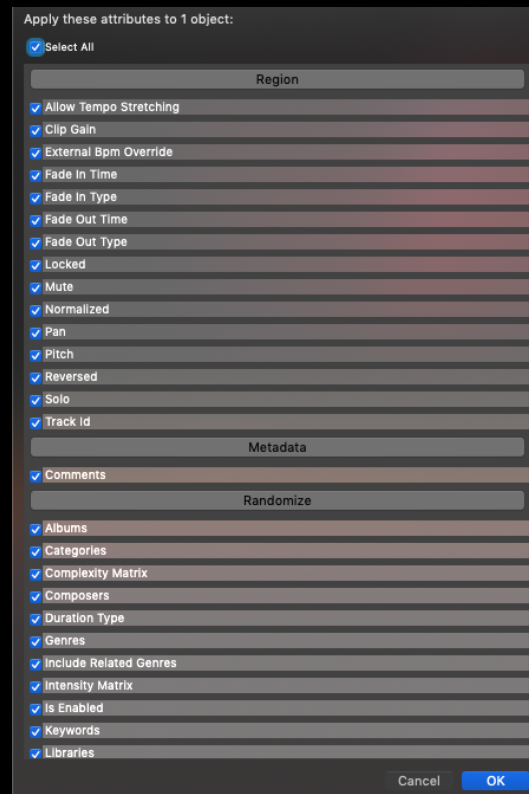 Apply these attributes to 1 object:
Select All
Region
Allow Tempo Stretching
Clip Gain
External Bpm Override
Fade In Time
Fade In Type
Fade Out Time
Fade Out Type
Locked
Mute
Normalized
Pan
Pitch
Reversed
Solo
Track Id
Metadata
Comments
Randomize
Albums
Categories
Complexity Matrix
Composers
Duration Type
Genres
Include Related Genres
Intensity Matrix
Is Enabled
Keywords
Libraries
Cancel OK